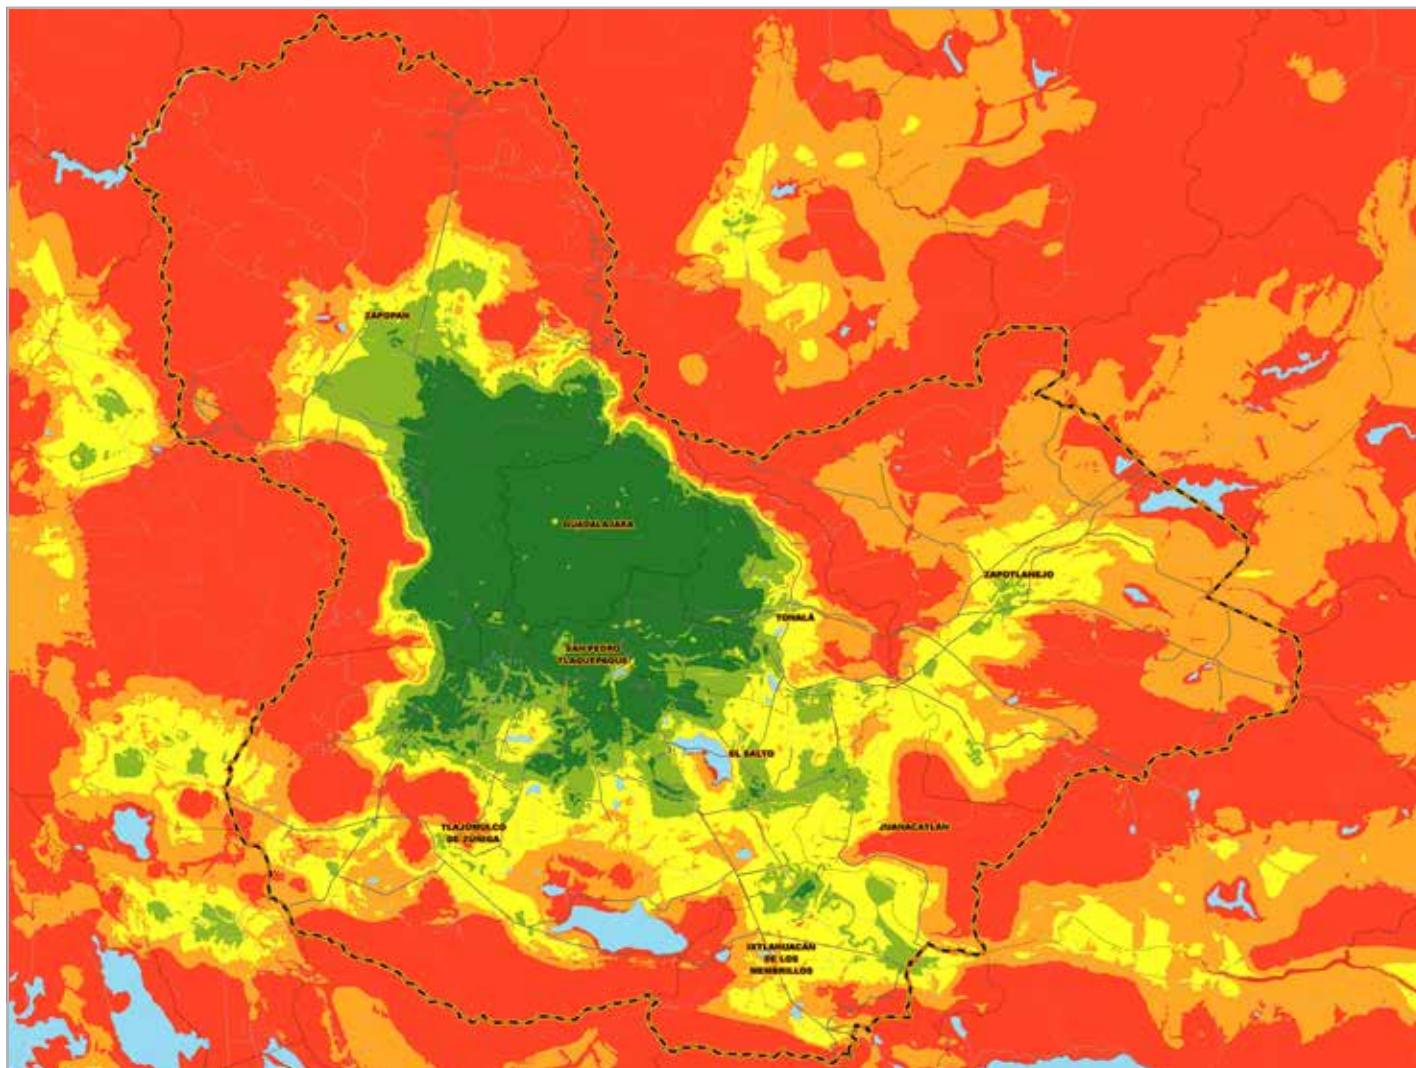 ZAPOPAN
GUADALAJARA
ZAPOTLANEJO
TONALÁ
SAN PEDRO
TLAQUEPAQUE
EL SALTO
TLAJOMULCO
DE ZÚÑIGA
JUANACATLÁN
IXTLAHUACÁN
DE LOS
MEMBRILLOS